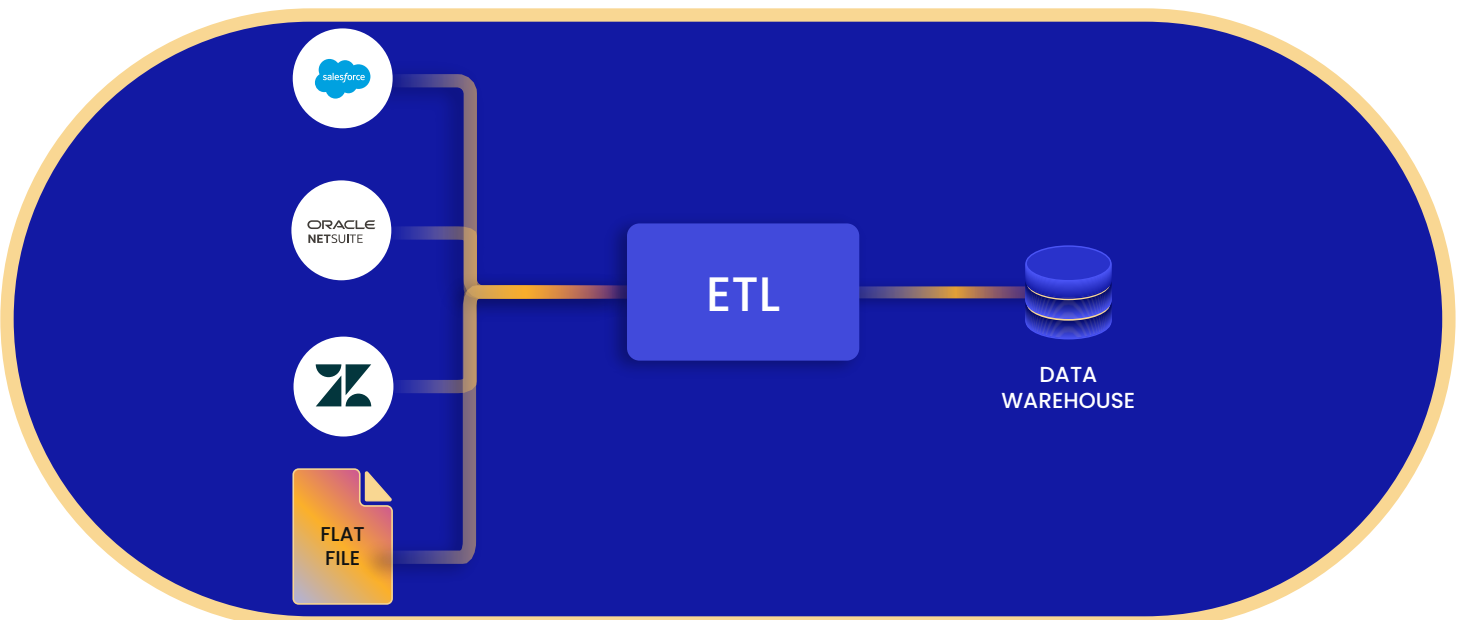 salesforce
ORACLE
NETSUITE
FLAT
FILE
ETL
DATA
WAREHOUSE